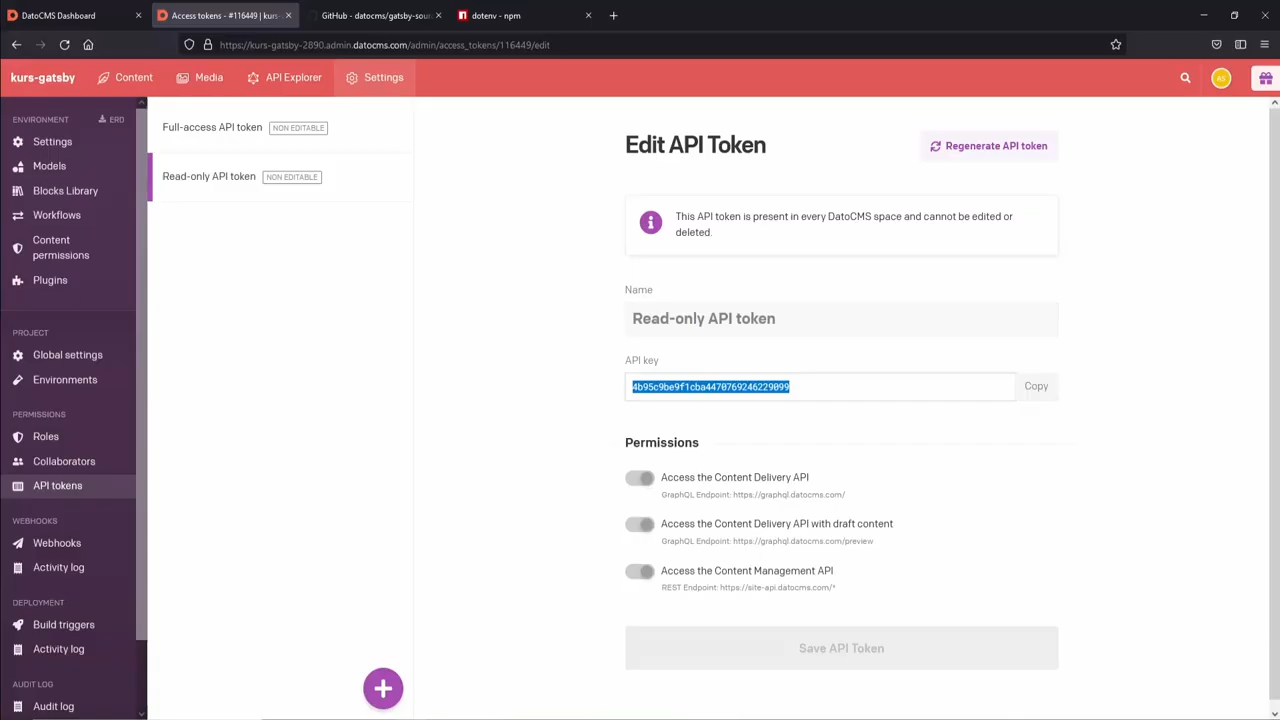 DatoCMS Dashboard
Access tokens - #116449 | kurs-
GitHub - datocms/gatsby-sour
dotenv - npm
https://kurs-gatsby-2890.admin.datocms.com/admin/access_tokens/116449/edit
kurs-gatsby
Content
Media
API Explorer
Settings
AS
ENVIRONMENT
ERD
Settings
Models
Blocks Library
Workflows
Content
permissions
Plugins
PROJECT
Global settings
Environments
PERMISSIONS
Roles
Collaborators
API tokens
WEBHOOKS
Webhooks
Activity log
DEPLOYMENT
Build triggers
Activity log
AUDIT LOG
Audit log
Full-access API token NON EDITABLE
Read-only API token NON EDITABLE
Edit API Token
Regenerate API token
This API token is present in every DatoCMS space and cannot be edited or
deleted.
Name
Read-only API token
API key
4b95c9be9f1cba4470769246229099
Copy
Permissions
Access the Content Delivery API
GraphQL Endpoint: https://graphql.datocms.com/
Access the Content Delivery API with draft content
GraphQL Endpoint: https://graphql.datocms.com/preview
Access the Content Management API
REST Endpoint: https://site-api.datocms.com/*
Save API Token